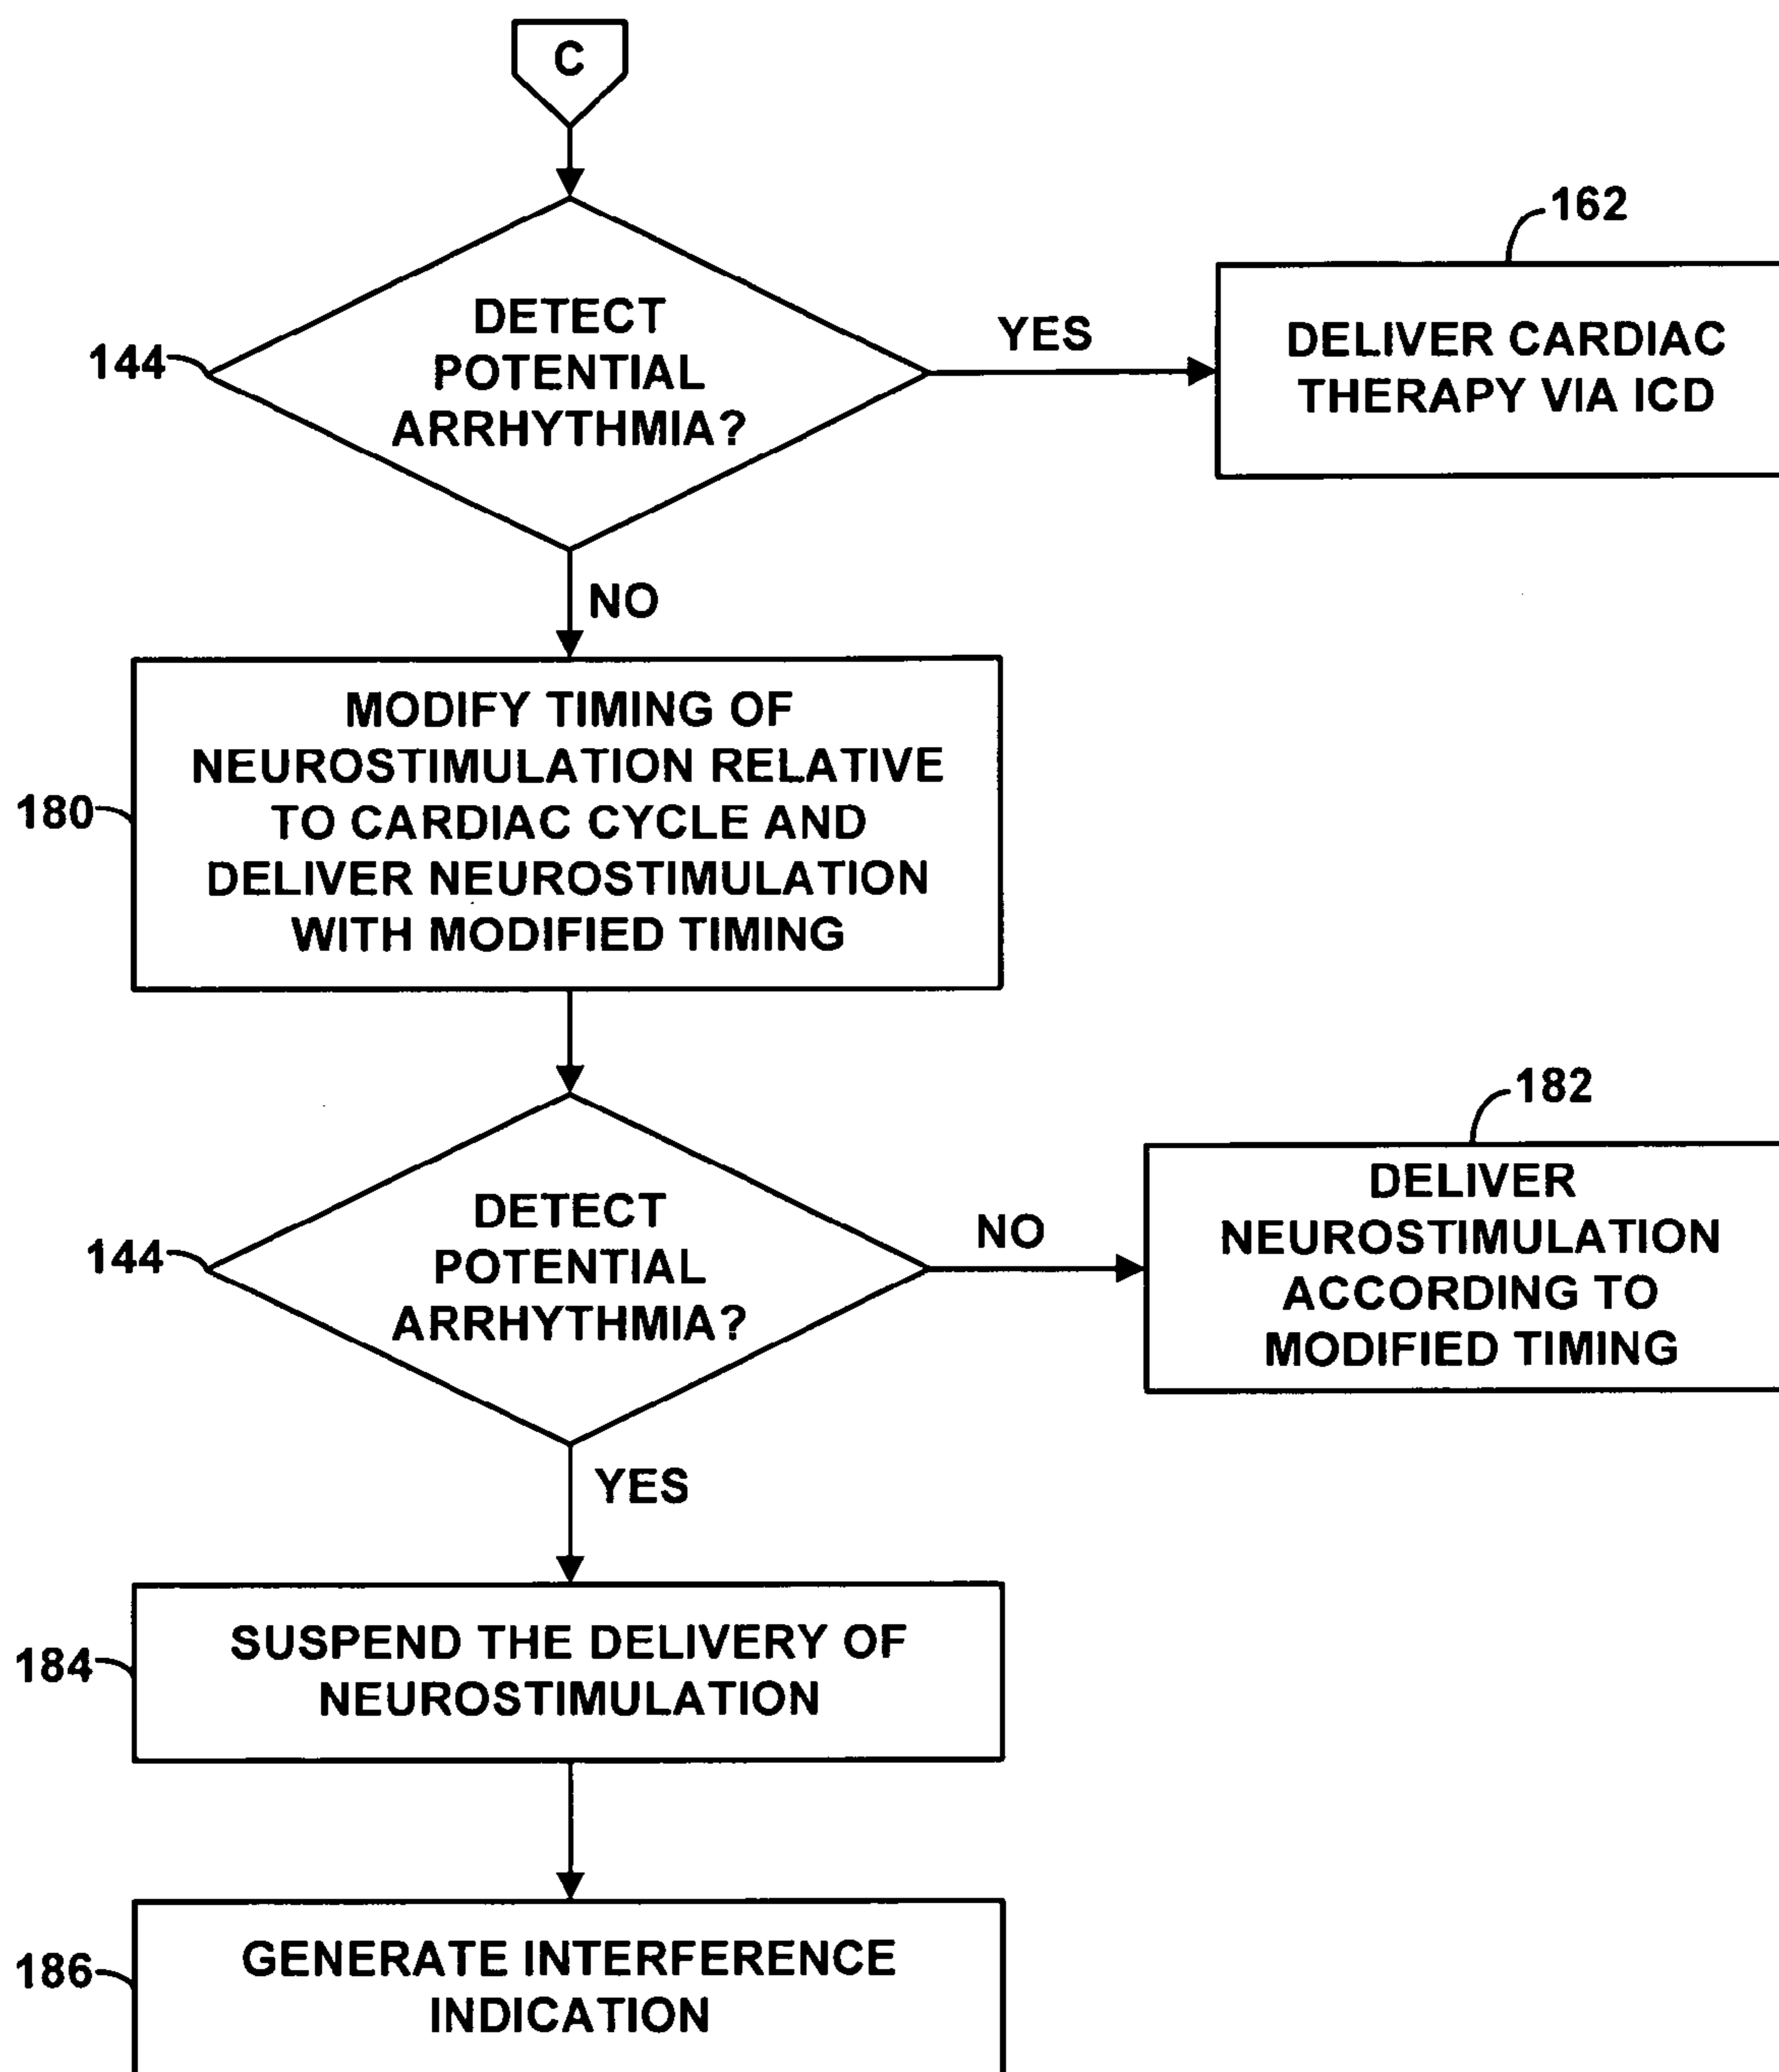 C
162
DETECT
POTENTIAL
ARRHYTHMIA?
144
YES
DELIVER CARDIAC
THERAPY VIA ICD
NO
MODIFY TIMING OF
NEUROSTIMULATION RELATIVE
TO CARDIAC CYCLE AND
DELIVER NEUROSTIMULATION
WITH MODIFIED TIMING
180
182
DETECT
POTENTIAL
ARRHYTHMIA?
144
NO
DELIVER
NEUROSTIMULATION
ACCORDING TO
MODIFIED TIMING
YES
SUSPEND THE DELIVERY OF
NEUROSTIMULATION
184
GENERATE INTERFERENCE
INDICATION
186